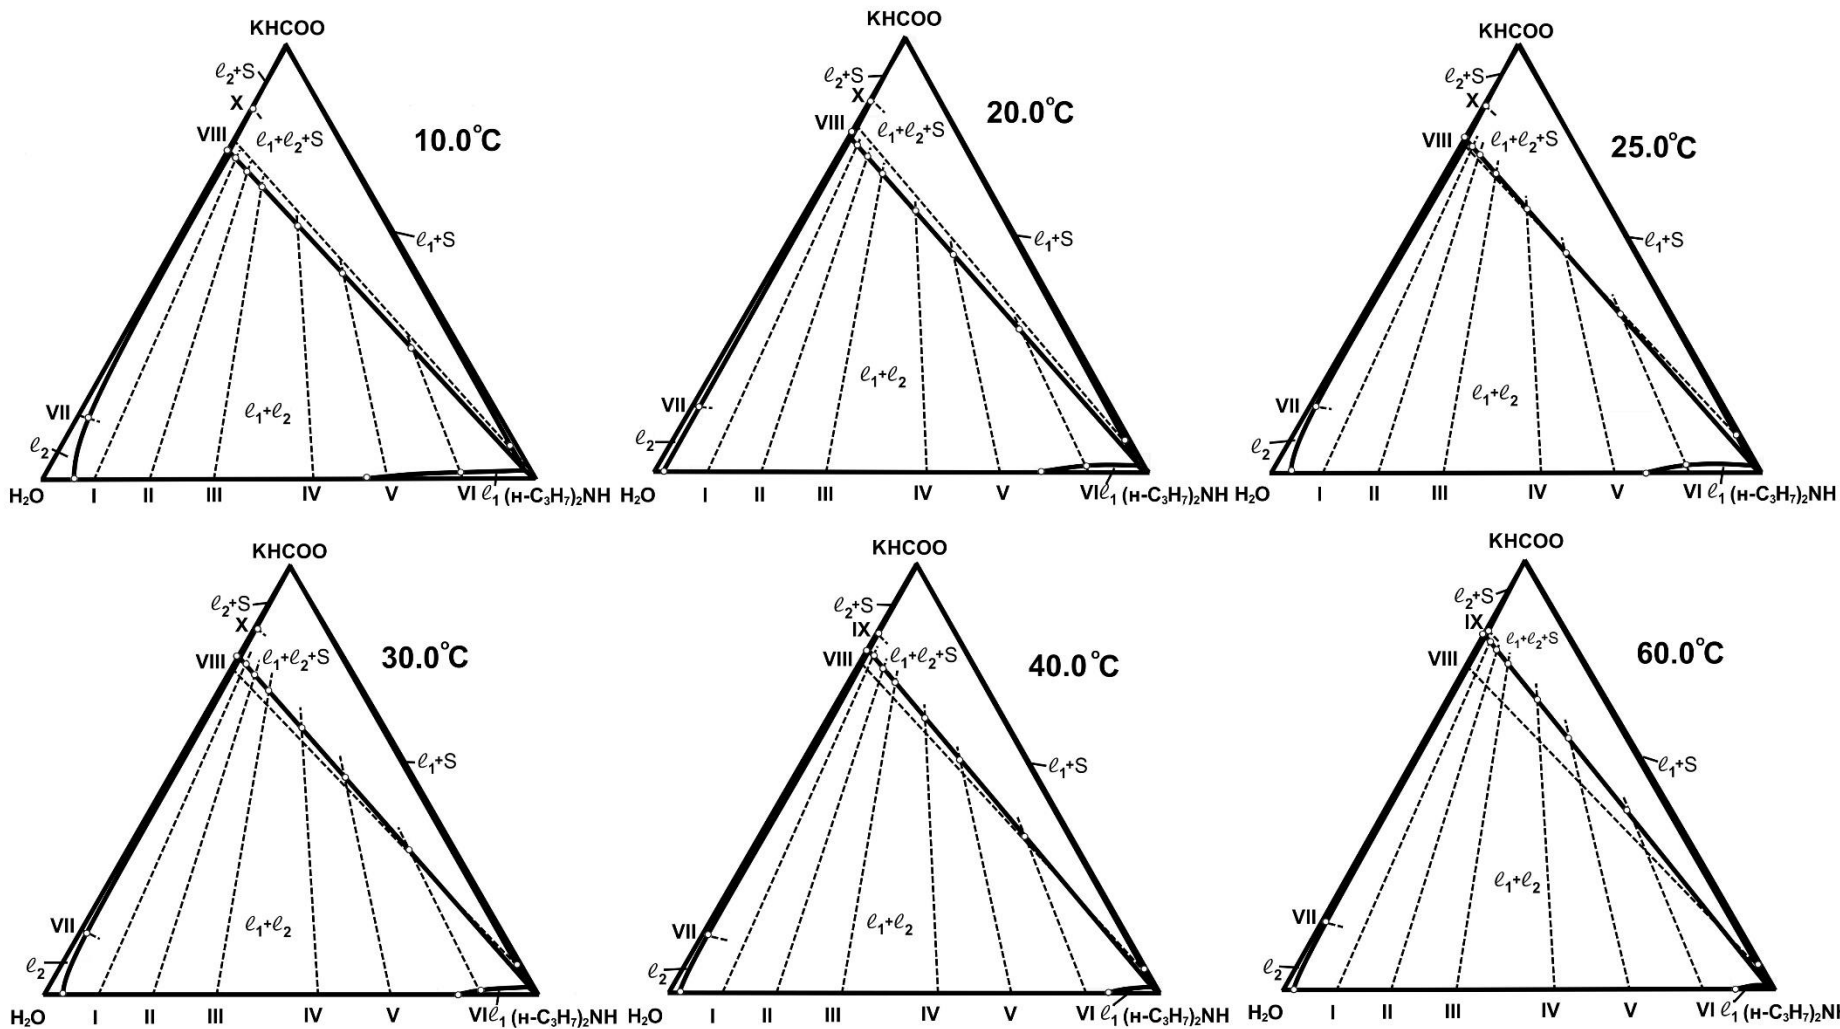 KHCOO
ℓ2+S
X
VIII
ℓ1+ℓ2+S
10.0°C
ℓ1+S
VII
ℓ1+ℓ2
ℓ2
H2O I II III IV V VI ℓ1 (н-C3H7)2NH
KHCOO
ℓ2+S
X
VIII
ℓ1+ℓ2+S
20.0°C
ℓ1+S
ℓ1+ℓ2
VII
ℓ2
H2O I II III IV V VI ℓ1 (н-C3H7)2NH
KHCOO
ℓ2+S
X
VIII
ℓ1+ℓ2+S
25.0°C
ℓ1+S
ℓ1+ℓ2
VII
ℓ2
H2O I II III IV V VI ℓ1 (н-C3H7)2NH
KHCOO
ℓ2+S
X
VIII
ℓ1+ℓ2+S
30.0°C
ℓ1+S
VII
ℓ1+ℓ2
ℓ2
H2O I II III IV V VI ℓ1 (н-C3H7)2NH
KHCOO
ℓ2+S
IX
VIII
ℓ1+ℓ2+S
40.0°C
ℓ1+S
VII
ℓ1+ℓ2
ℓ2
H2O I II III IV V VI ℓ1 (н-C3H7)2NH
KHCOO
ℓ2+S
IX
ℓ1+ℓ2+S
VIII
60.0°C
ℓ1+S
ℓ1+ℓ2
VII
ℓ2
H2O I II III IV V VI ℓ1 (н-C3H7)2NI